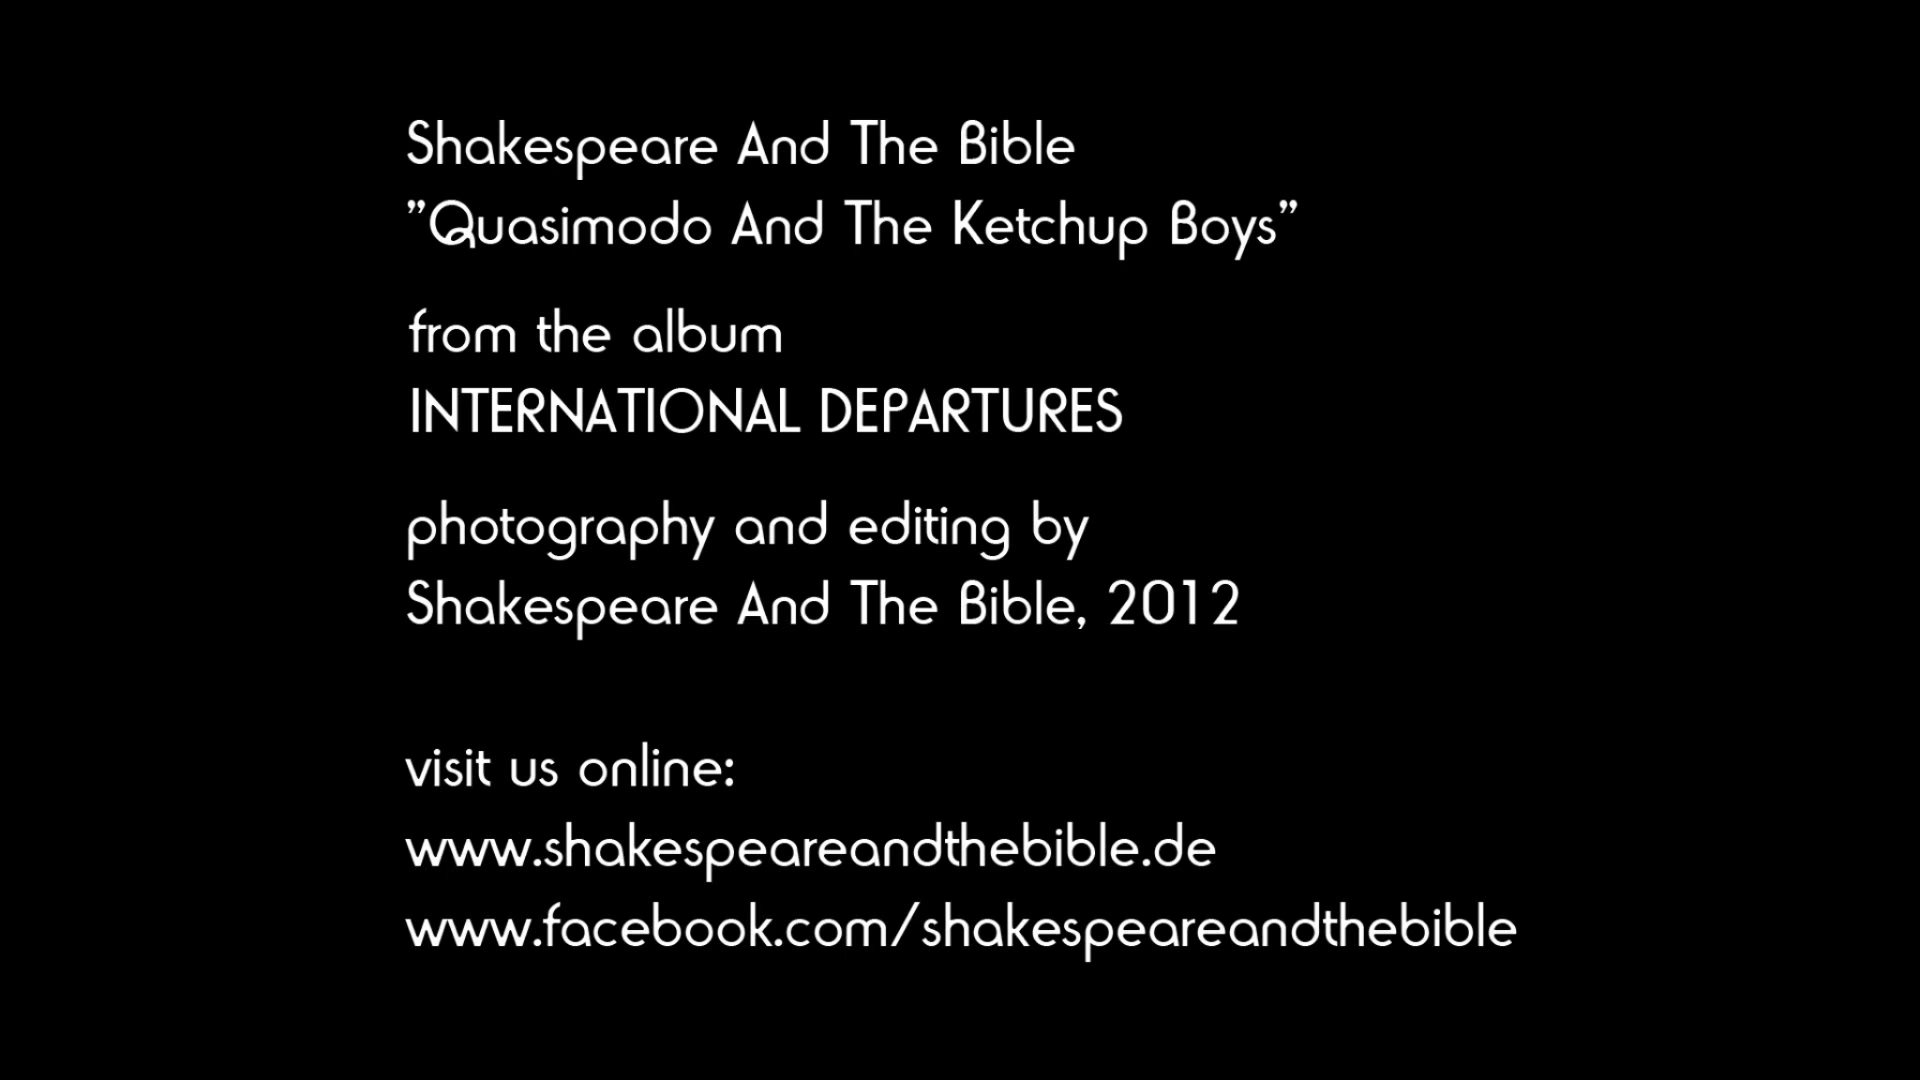 Shakespeare And The Bible
”Quasimodo And The Ketchup Boys”
from the album
INTERNATIONAL DEPARTURES
photography and editing by
Shakespeare And The Bible, 2012
visit us online:
www.shakespeareandthebible.de
www.facebook.com/shakespeareandthebible